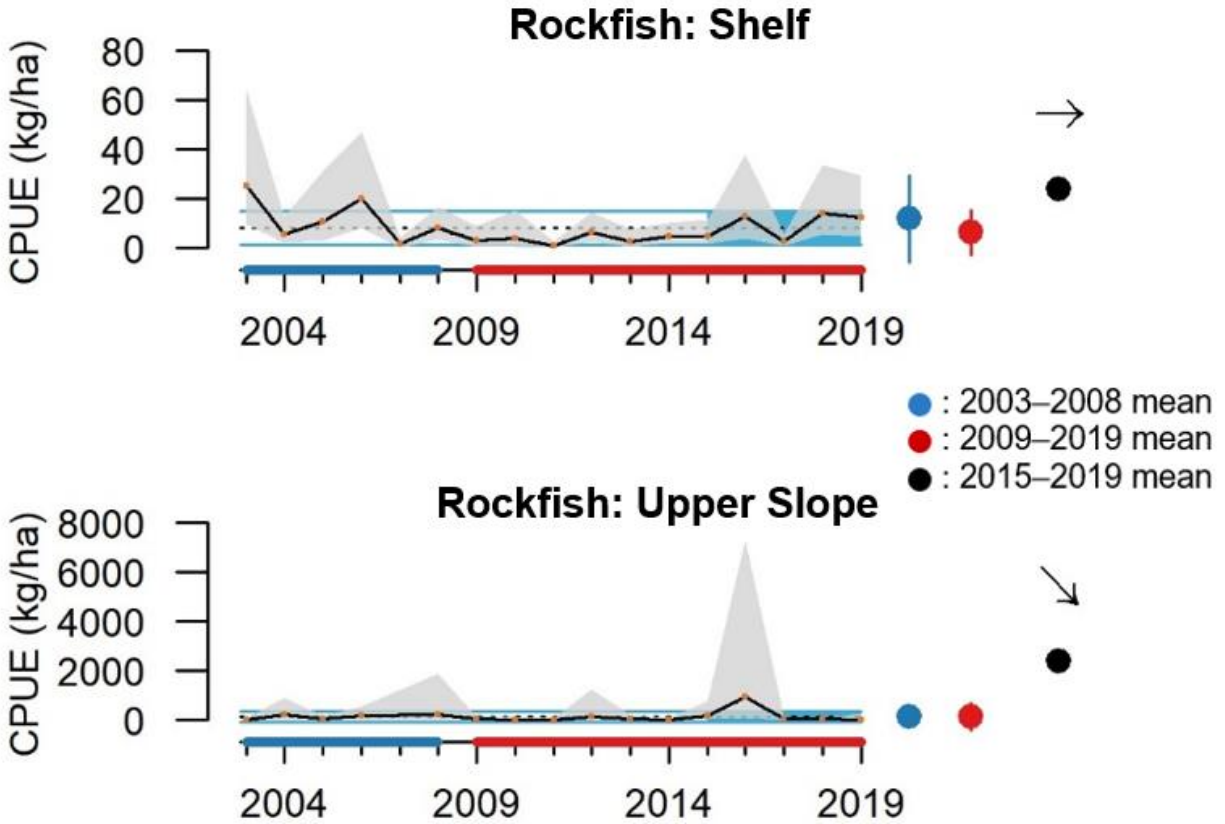 Rockfish: Shelf
CPUE (kg/ha)
80
60
40
20
0
2004 2009 2014 2019
: 2003–2008 mean
: 2009–2019 mean
: 2015–2019 mean
Rockfish: Upper Slope
CPUE (kg/ha)
8000
6000
4000
2000
0
2004 2009 2014 2019